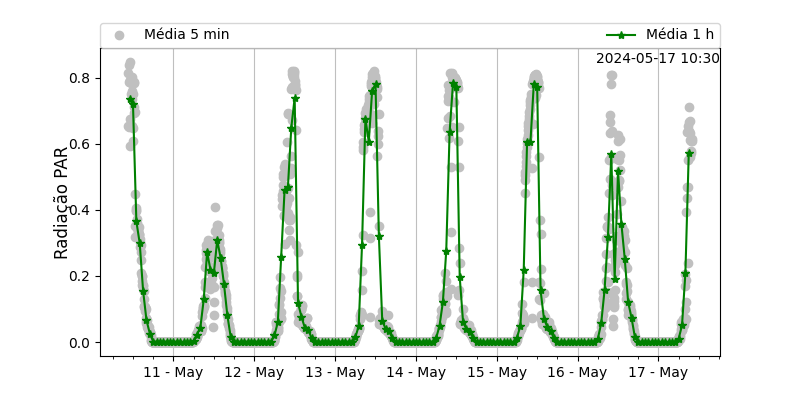 Média 5 min
Média 1 h
2024-05-17 10:30
Radiação PAR
0.8
0.6
0.4
0.2
0.0
11 - May
12 - May
13 - May
14 - May
15 - May
16 - May
17 - May